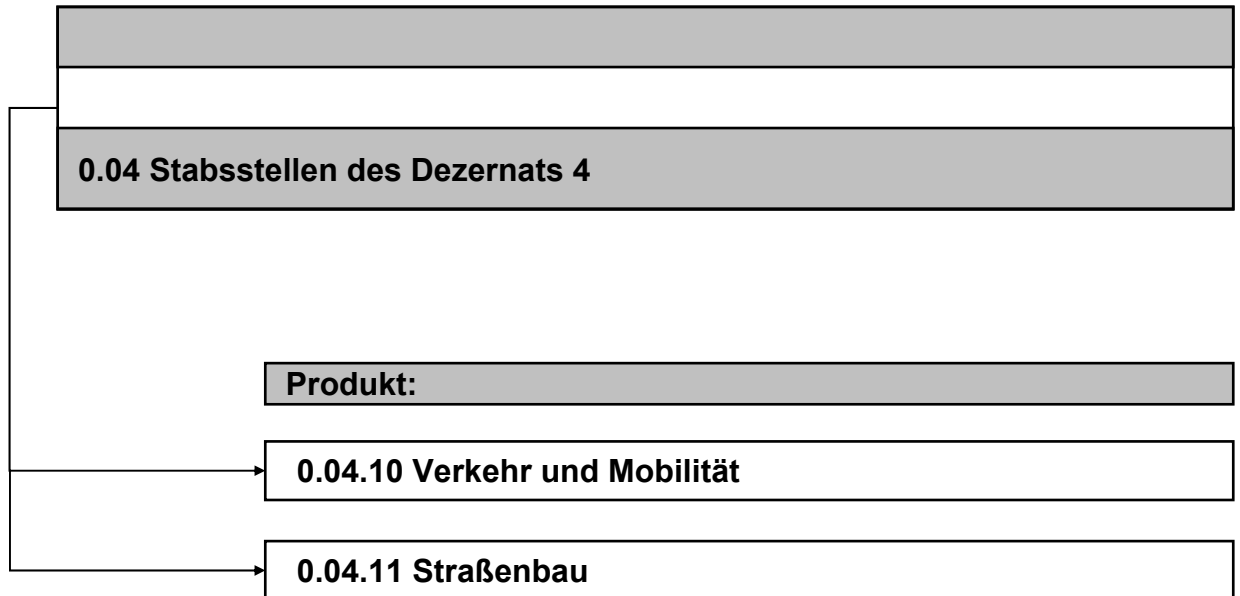 0.04 Stabsstellen des Dezernats 4
Produkt:
0.04.10 Verkehr und Mobilität
0.04.11 Straßenbau